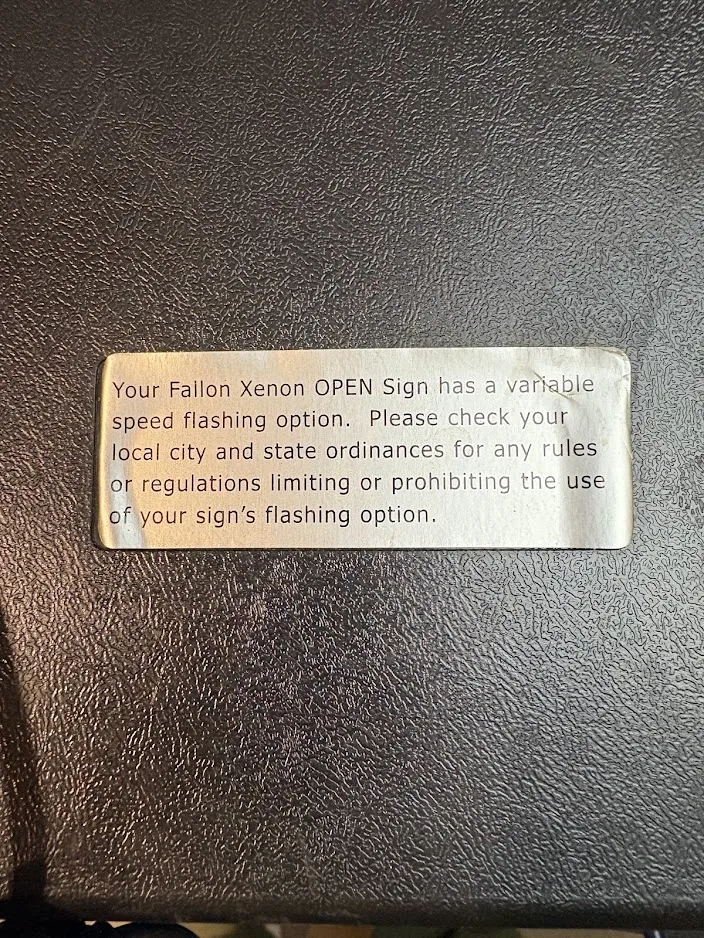 Your Fallon Xenon OPEN Sign has a variable
speed flashing option.  Please check your
local city and state ordinances for any rules
or regulations limiting or prohibiting the use
of your sign's flashing option.